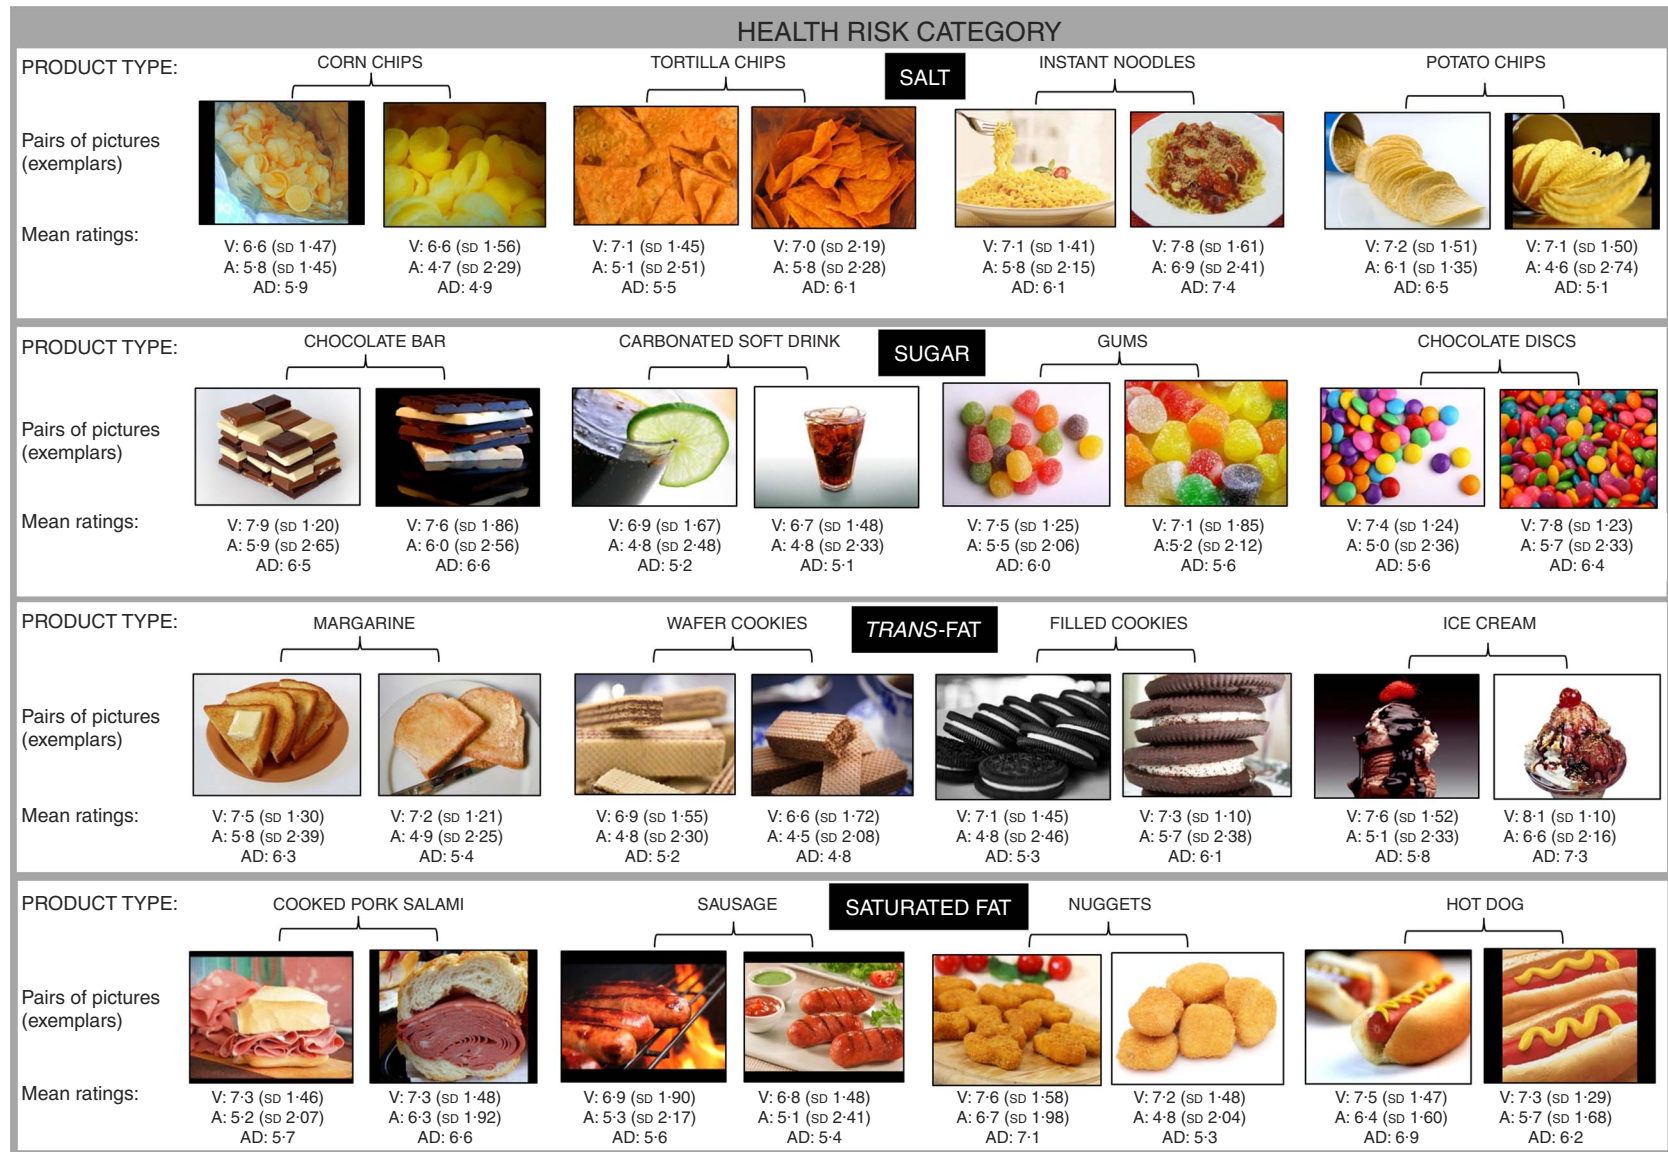 HEALTH RISK CATEGORY
PRODUCT TYPE: CORN CHIPS TORTILLA CHIPS SALT INSTANT NOODLES POTATO CHIPS
Pairs of pictures
(exemplars)
Mean ratings:
V: 6·6 (SD 1·47) V: 6·6 (SD 1·56) V: 7·1 (SD 1·45) V: 7·0 (SD 2·19) V: 7·1 (SD 1·41) V: 7·8 (SD 1·61) V: 7·2 (SD 1·51) V: 7·1 (SD 1·50)
A: 5·8 (SD 1·45) A: 4·7 (SD 2·29) A: 5·1 (SD 2·51) A: 5·8 (SD 2·28) A: 5·8 (SD 2·15) A: 6·9 (SD 2·41) A: 6·1 (SD 1·35) A: 4·6 (SD 2·74)
AD: 5·9 AD: 4·9 AD: 5·5 AD: 6·1 AD: 6·1 AD: 7·4 AD: 6·5 AD: 5·1
PRODUCT TYPE: CHOCOLATE BAR CARBONATED SOFT DRINK SUGAR GUMS CHOCOLATE DISCS
Pairs of pictures
(exemplars)
Mean ratings:
V: 7·9 (SD 1·20) V: 7·6 (SD 1·86) V: 6·9 (SD 1·67) V: 6·7 (SD 1·48) V: 7·5 (SD 1·25) V: 7·1 (SD 1·85) V: 7·4 (SD 1·24) V: 7·8 (SD 1·23)
A: 5·9 (SD 2·65) A: 6·0 (SD 2·56) A: 4·8 (SD 2·48) A: 4·8 (SD 2·33) A: 5·5 (SD 2·06) A:5·2 (SD 2·12) A: 5·0 (SD 2·36) A: 5·7 (SD 2·33)
AD: 6·5 AD: 6·6 AD: 5·2 AD: 5·1 AD: 6·0 AD: 5·6 AD: 5·6 AD: 6·4
PRODUCT TYPE: MARGARINE WAFER COOKIES TRANS-FAT FILLED COOKIES ICE CREAM
Pairs of pictures
(exemplars)
Mean ratings:
V: 7·5 (SD 1·30) V: 7·2 (SD 1·21) V: 6·9 (SD 1·55) V: 6·6 (SD 1·72) V: 7·1 (SD 1·45) V: 7·3 (SD 1·10) V: 7·6 (SD 1·52) V: 8·1 (SD 1·10)
A: 5·8 (SD 2·39) A: 4·9 (SD 2·25) A: 4·8 (SD 2·30) A: 4·5 (SD 2·08) A: 4·8 (SD 2·46) A: 5·7 (SD 2·38) A: 5·1 (SD 2·33) A: 6·6 (SD 2·16)
AD: 6·3 AD: 5·4 AD: 5·2 AD: 4·8 AD: 5·3 AD: 6·1 AD: 5·8 AD: 7·3
PRODUCT TYPE: COOKED PORK SALAMI SAUSAGE SATURATED FAT NUGGETS HOT DOG
Pairs of pictures
(exemplars)
Mean ratings:
V: 7·3 (SD 1·46) V: 7·3 (SD 1·48) V: 6·9 (SD 1·90) V: 6·8 (SD 1·48) V: 7·6 (SD 1·58) V: 7·2 (SD 1·48) V: 7·5 (SD 1·47) V: 7·3 (SD 1·29)
A: 5·2 (SD 2·07) A: 6·3 (SD 1·92) A: 5·3 (SD 2·17) A: 5·1 (SD 2·41) A: 6·7 (SD 1·98) A: 4·8 (SD 2·04) A: 6·4 (SD 1·60) A: 5·7 (SD 1·68)
AD: 5·7 AD: 6·6 AD: 5·6 AD: 5·4 AD: 7·1 AD: 5·3 AD: 6·9 AD: 6·2